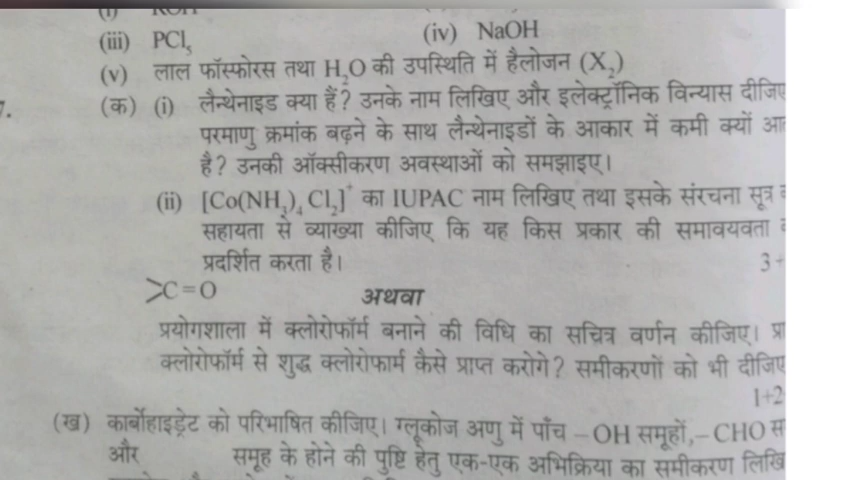 (iii) PCl₅ (iv) NaOH
(v) लाल फॉस्फोरस तथा H₂O की उपस्थिति में हैलोजन (X₂)
7. (क) (i) लैन्थेनाइड क्या हैं? उनके नाम लिखिए और इलेक्ट्रॉनिक विन्यास दीजिए
परमाणु क्रमांक बढ़ने के साथ लैन्थेनाइडों के आकार में कमी क्यों
है? उनकी ऑक्सीकरण अवस्थाओं को समझाइए।
(ii) [Co(NH₃)₄ Cl₂]⁺ का IUPAC नाम लिखिए तथा इसके संरचना सूत्र
सहायता से व्याख्या कीजिए कि यह किस प्रकार की समावयवता
प्रदर्शित करता है। 3+
>C=O अथवा
प्रयोगशाला में क्लोरोफॉर्म बनाने की विधि का सचित्र वर्णन कीजिए।
क्लोरोफॉर्म से शुद्ध क्लोरोफार्म कैसे प्राप्त करोगे? समीकरणों को भी दीजिए
1+2
(ख) कार्बोहाइड्रेट को परिभाषित कीजिए। ग्लूकोज अणु में पाँच –OH समूहों, –CHO
और समूह के होने की पुष्टि हेतु एक-एक अभिक्रिया का समीकरण